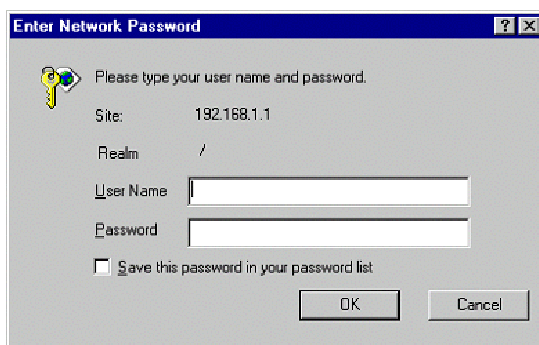 Enter Network Password
Please type your user name and password.
Site: 192.168.1.1
Realm /
User Name
Password
Save this password in your password list
OK Cancel